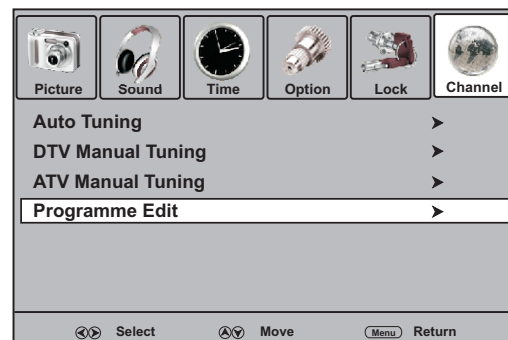 Picture Sound Time Option Lock Channel
Auto Tuning
DTV Manual Tuning
ATV Manual Tuning
Programme Edit
Select Move Menu Return